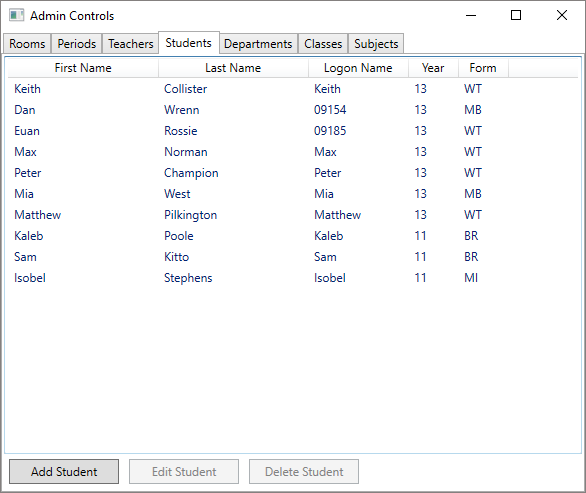 Admin Controls
Rooms Periods Teachers Students Departments Classes Subjects
First Name Last Name Logon Name Year Form
Keith Collister Keith 13 WT
Dan Wrenn 09154 13 MB
Euan Rossie 09185 13 WT
Max Norman Max 13 WT
Peter Champion Peter 13 WT
Mia West Mia 13 MB
Matthew Pilkington Matthew 13 WT
Kaleb Poole Kaleb 11 BR
Sam Kitto Sam 11 BR
Isobel Stephens Isobel 11 MI
Add Student Edit Student Delete Student